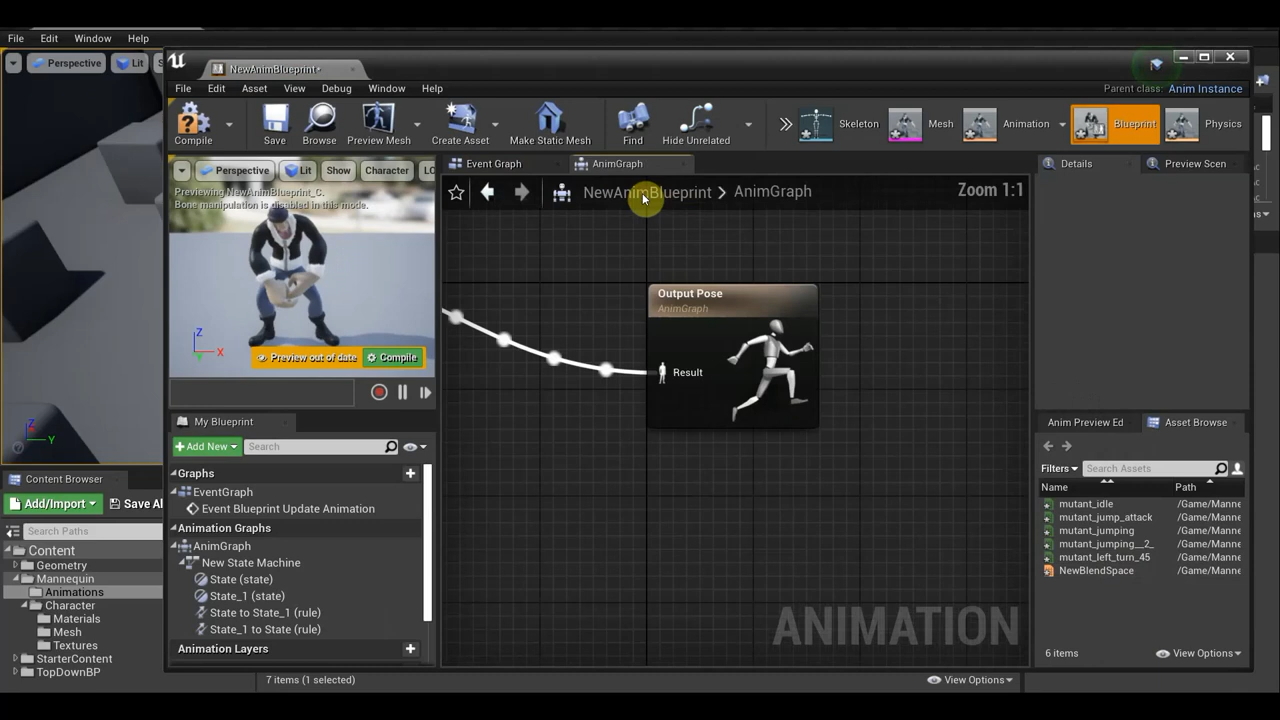 File Edit Window Help
Perspective Lit
NewAnimBlueprint*
File Edit Asset View Debug Window Help
Parent class: Anim Instance
Compile Save Browse Preview Mesh Create Asset Make Static Mesh Find Hide Unrelated Skeleton Mesh Animation Blueprint Physics
Perspective Lit Show Character LO
Previewing NewAnimBlueprint_C.
Bone manipulation is disabled in this mode.
Z
X
Y
Preview out of date Compile
Event Graph AnimGraph
NewAnimBlueprint > AnimGraph Zoom 1:1
Output Pose
AnimGraph
Result
ANIMATION
Details Preview Scen
My Blueprint
Add New Search
Graphs
EventGraph
Event Blueprint Update Animation
Animation Graphs
AnimGraph
New State Machine
State (state)
State_1 (state)
State to State_1 (rule)
State_1 to State (rule)
Animation Layers
Anim Preview Ed Asset Browse
Filters Search Assets
Name Path
mutant_idle /Game/Manne
mutant_jump_attack /Game/Manne
mutant_jumping /Game/Manne
mutant_jumping__2_ /Game/Manne
mutant_left_turn_45 /Game/Manne
NewBlendSpace /Game/Manne
6 items View Options
Z
Y
Content Browser
Add/Import Save Al
Search Paths
Content
Geometry
Mannequin
Animations
Character
Materials
Mesh
Textures
StarterContent
TopDownBP
7 items (1 selected) View Options